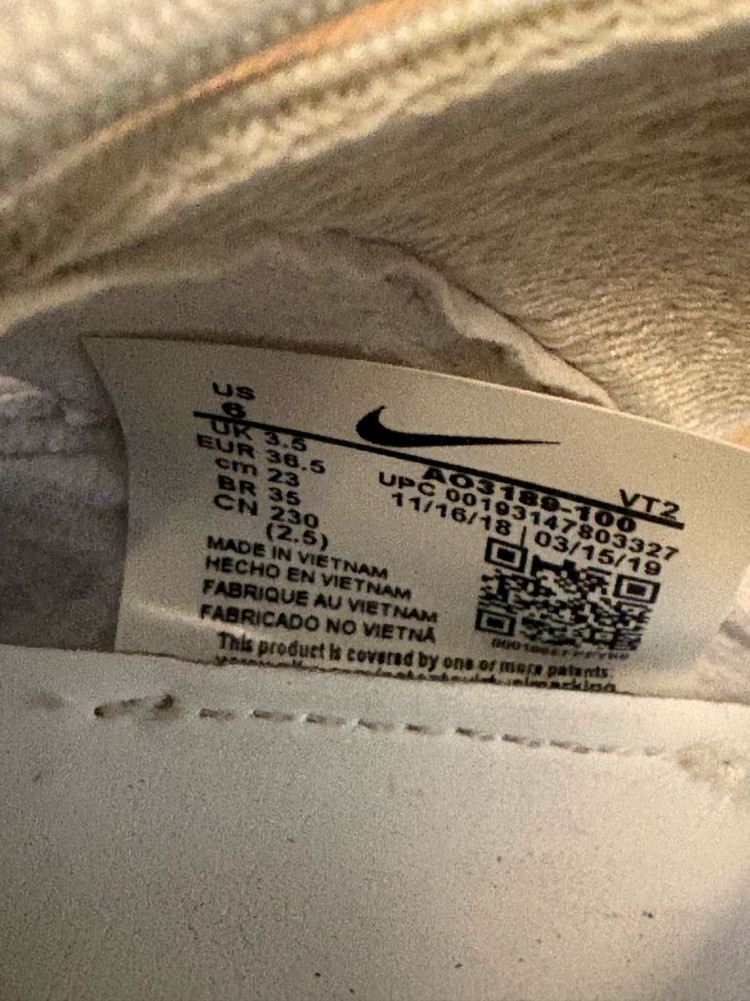 US
6
UK 3.5
EUR 36.5
cm 23
BR 35
CN 230
(2.5)
VT2
AO3189-100
UPC 00193147803327
11/16/18 | 03/15/19
MADE IN VIETNAM
HECHO EN VIETNAM
FABRIQUE AU VIETNAM
FABRICADO NO VIETNÃ
This product is covered by one or more patents.